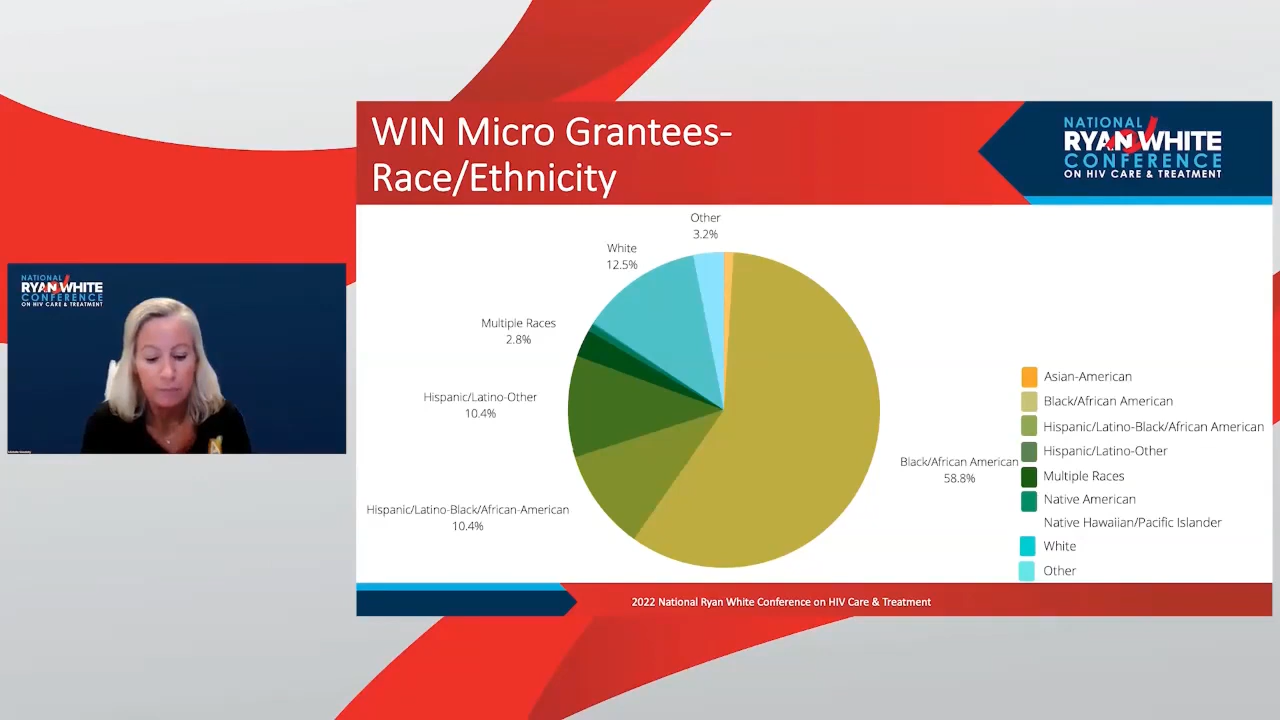 WIN Micro Grantees-
Race/Ethnicity
NATIONAL
RYAN WHITE
CONFERENCE
ON HIV CARE & TREATMENT
NATIONAL
RYAN WHITE
CONFERENCE
ON HIV CARE & TREATMENT
Other
3.2%
White
12.5%
Multiple Races
2.8%
Hispanic/Latino-Other
10.4%
Hispanic/Latino-Black/African-American
10.4%
Black/African American
58.8%
Asian-American
Black/African American
Hispanic/Latino-Black/African American
Hispanic/Latino-Other
Multiple Races
Native American
Native Hawaiian/Pacific Islander
White
Other
2022 National Ryan White Conference on HIV Care & Treatment